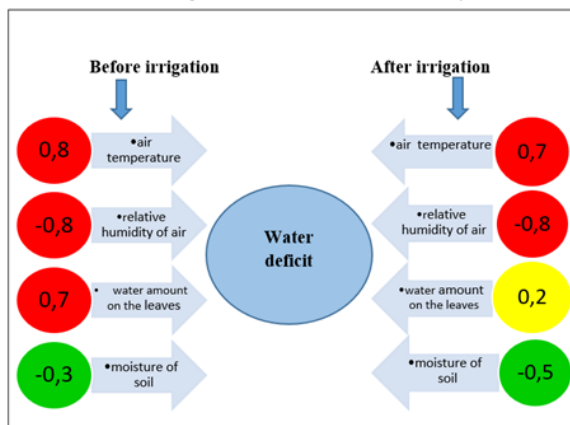 Before irrigation
After irrigation
0,8
•air
temperature
•air temperature
0,7
-0,8
•relative
humidity of air
Water
deficit
•relative
humidity of air
-0,8
0,7
• water amount
on the leaves
•water amount
on the leaves
0,2
-0,3
•moisture of
soil
•moisture of
soil
-0,5